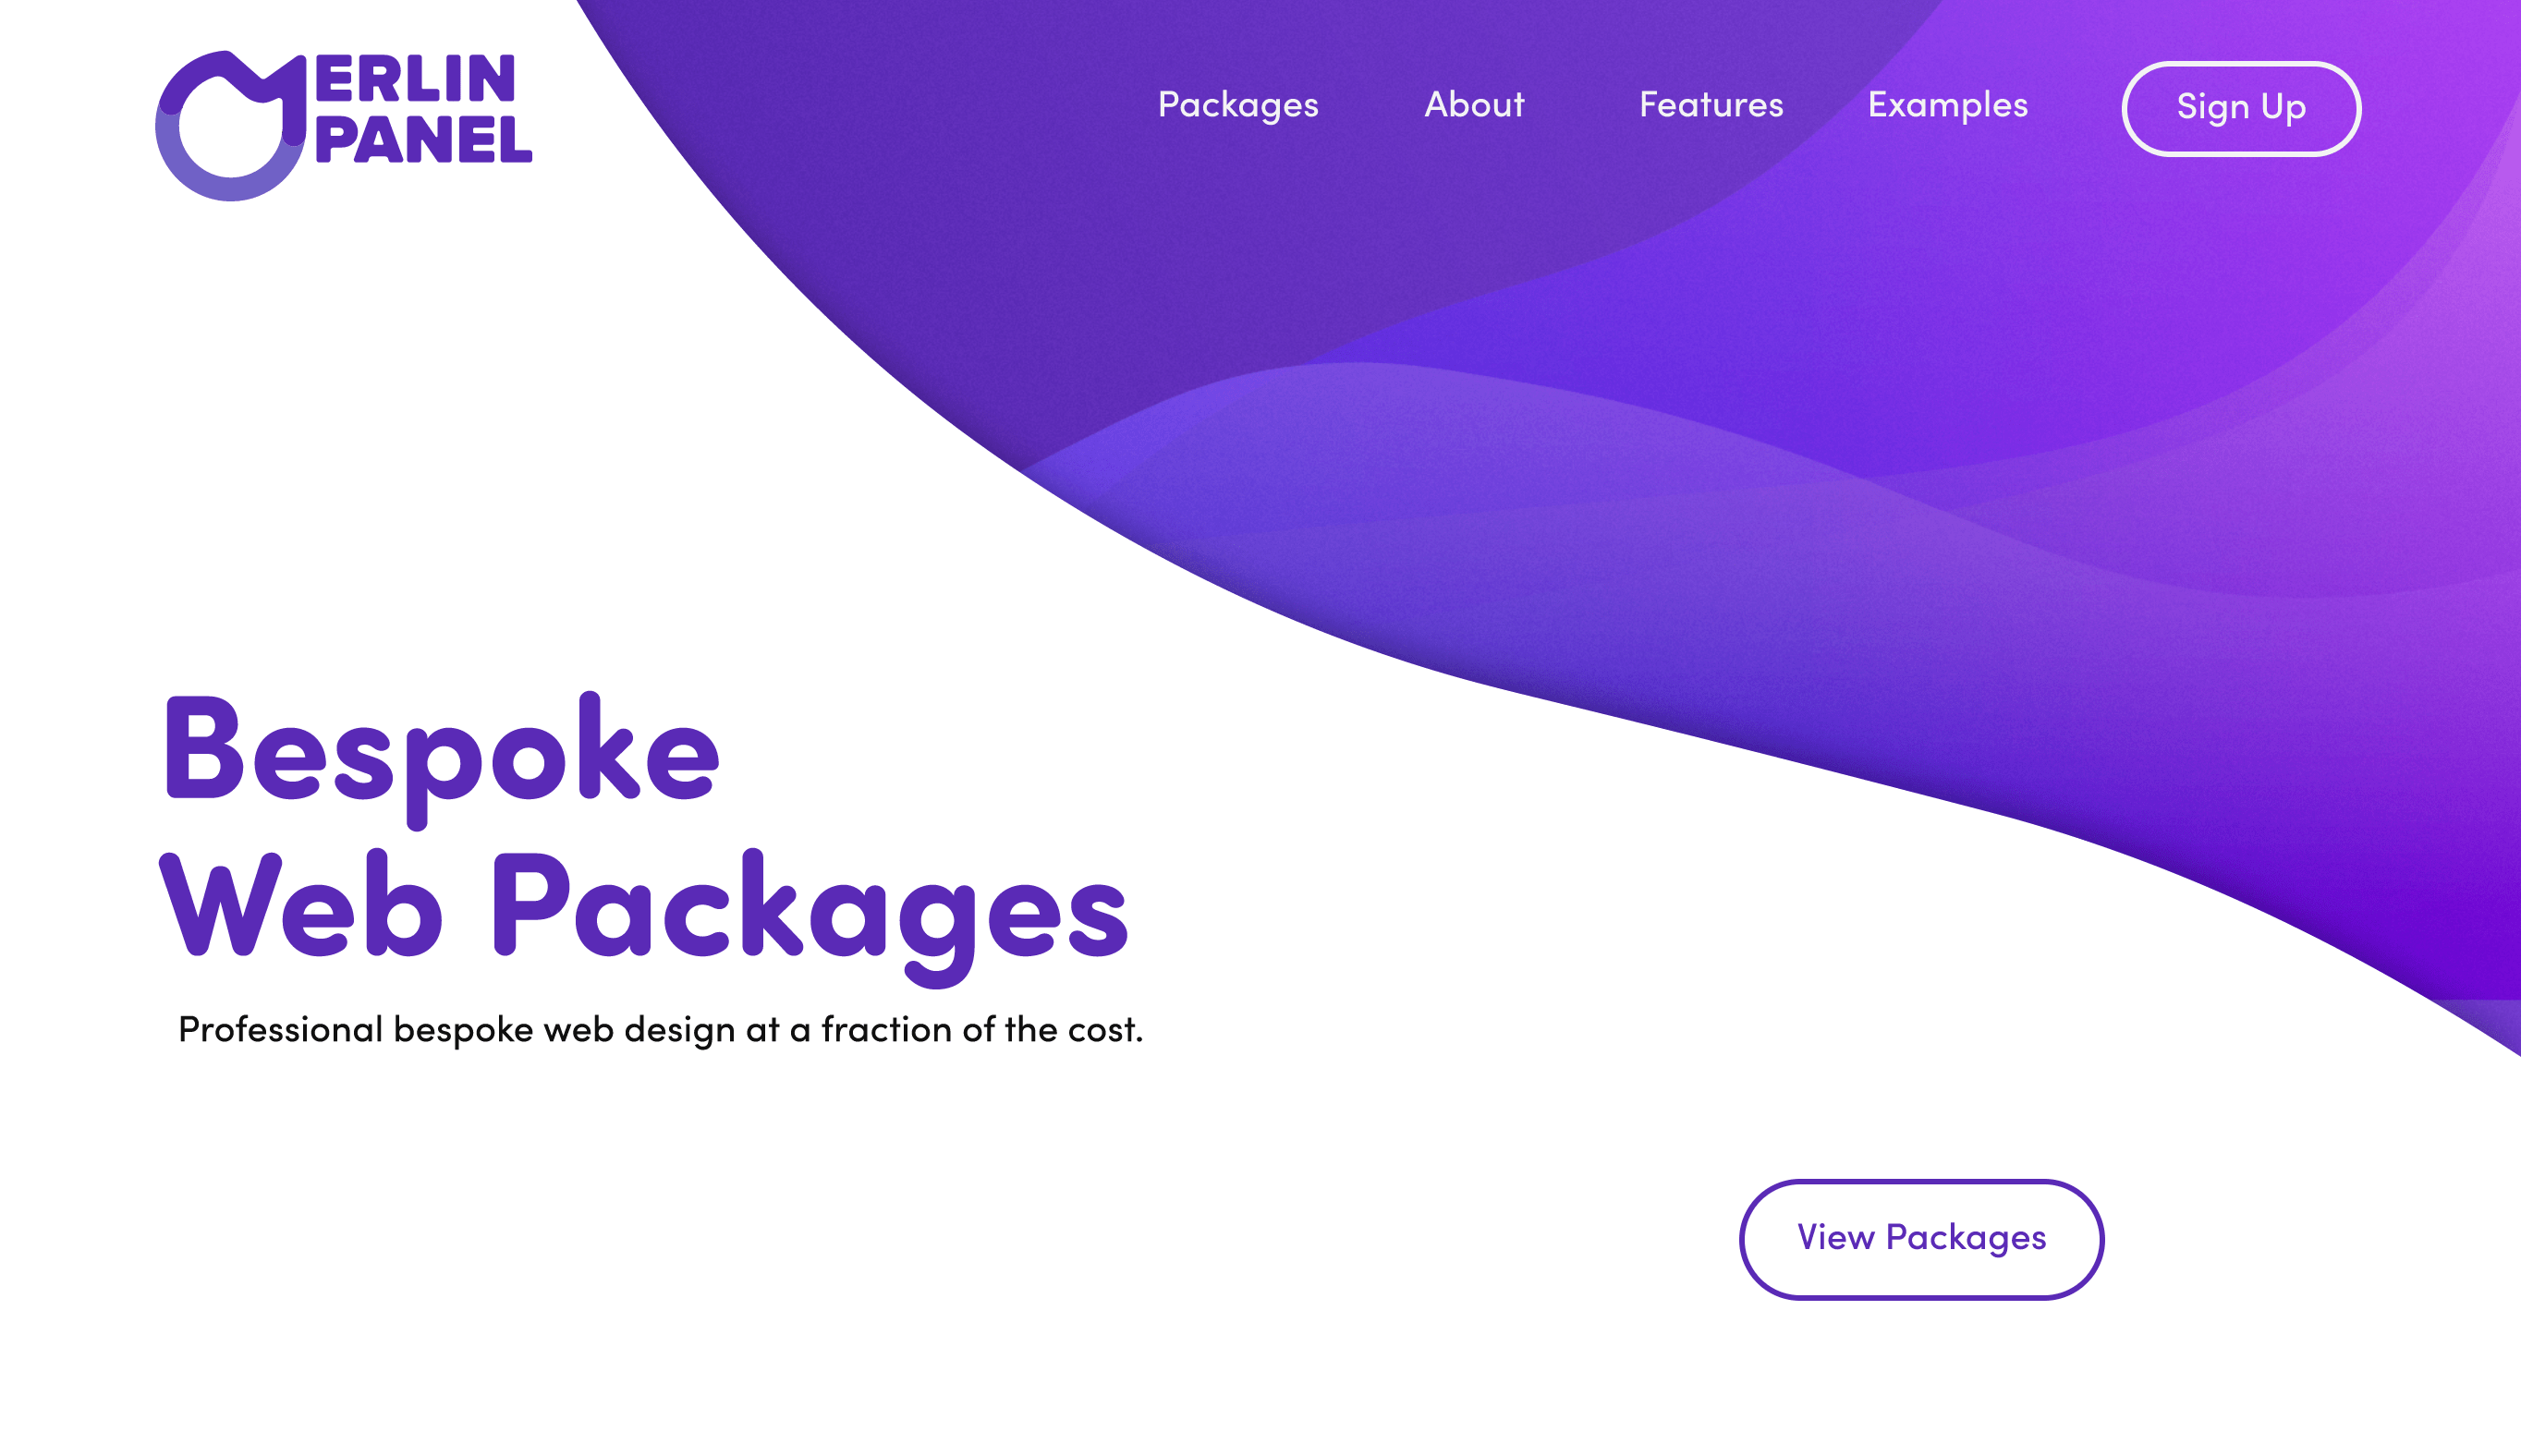 MERLIN
PANEL
Packages About Features Examples Sign Up
Bespoke
Web Packages
Professional bespoke web design at a fraction of the cost.
View Packages